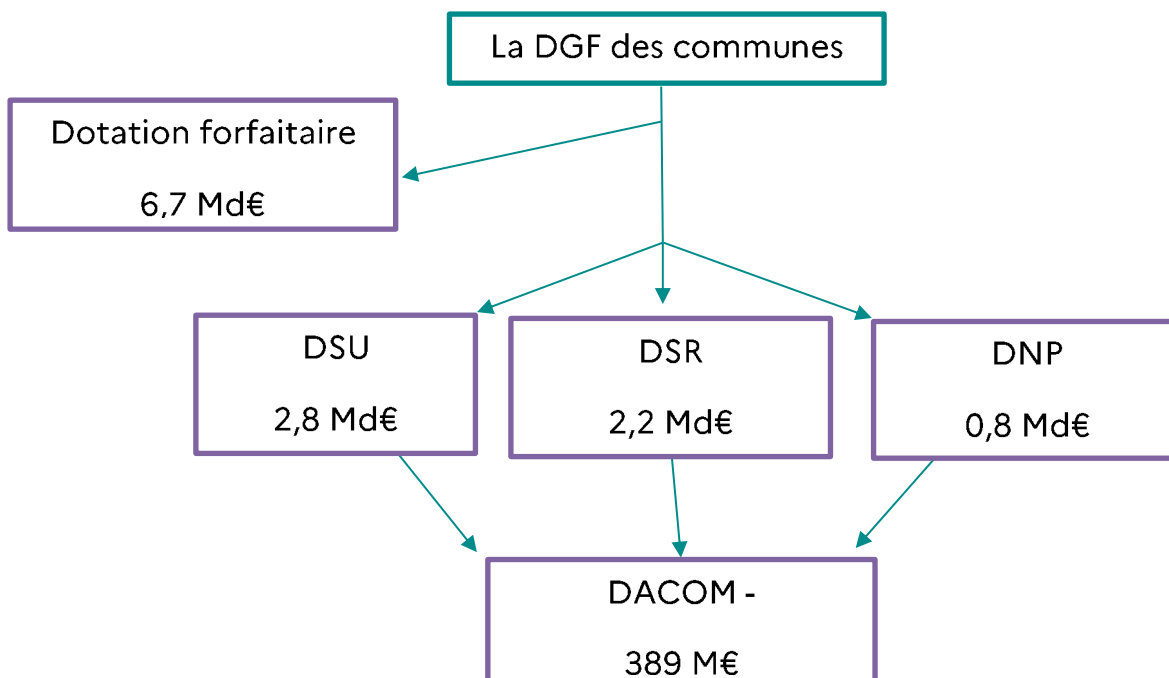 La DGF des communes
Dotation forfaitaire
6,7 Md€
DSU
2,8 Md€
DSR
2,2 Md€
DNP
0,8 Md€
DACOM -
389 M€